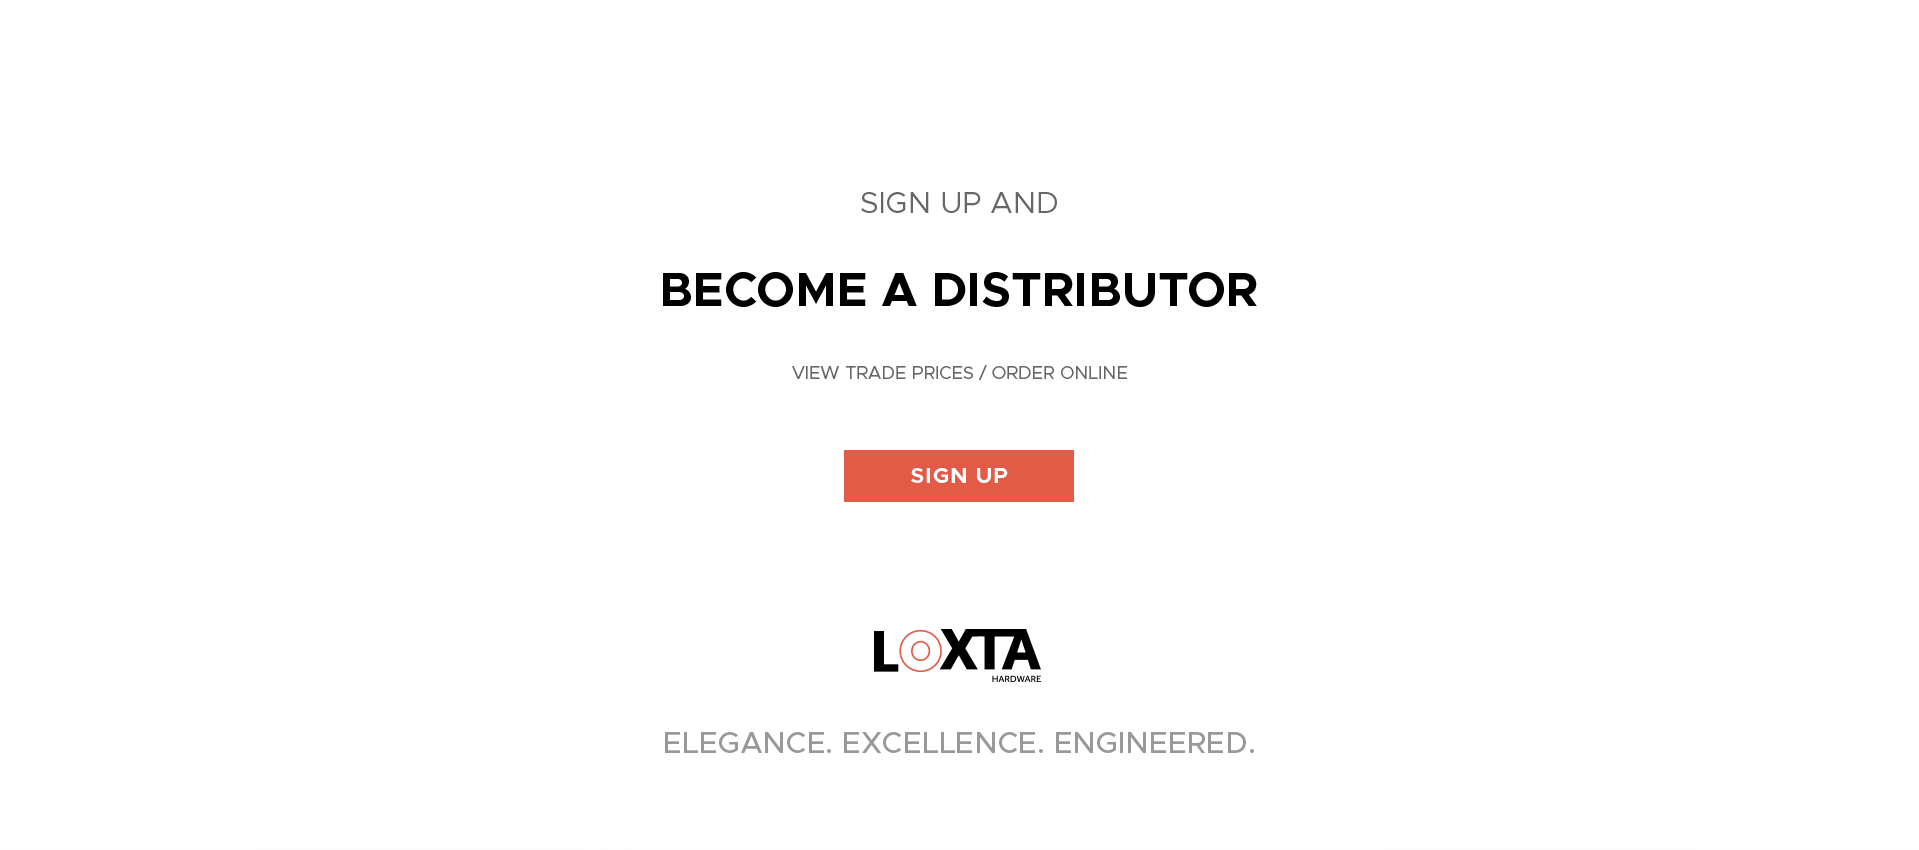 SIGN UP AND
BECOME A DISTRIBUTOR
VIEW TRADE PRICES / ORDER ONLINE
SIGN UP
LOXTA
HARDWARE
ELEGANCE. EXCELLENCE. ENGINEERED.